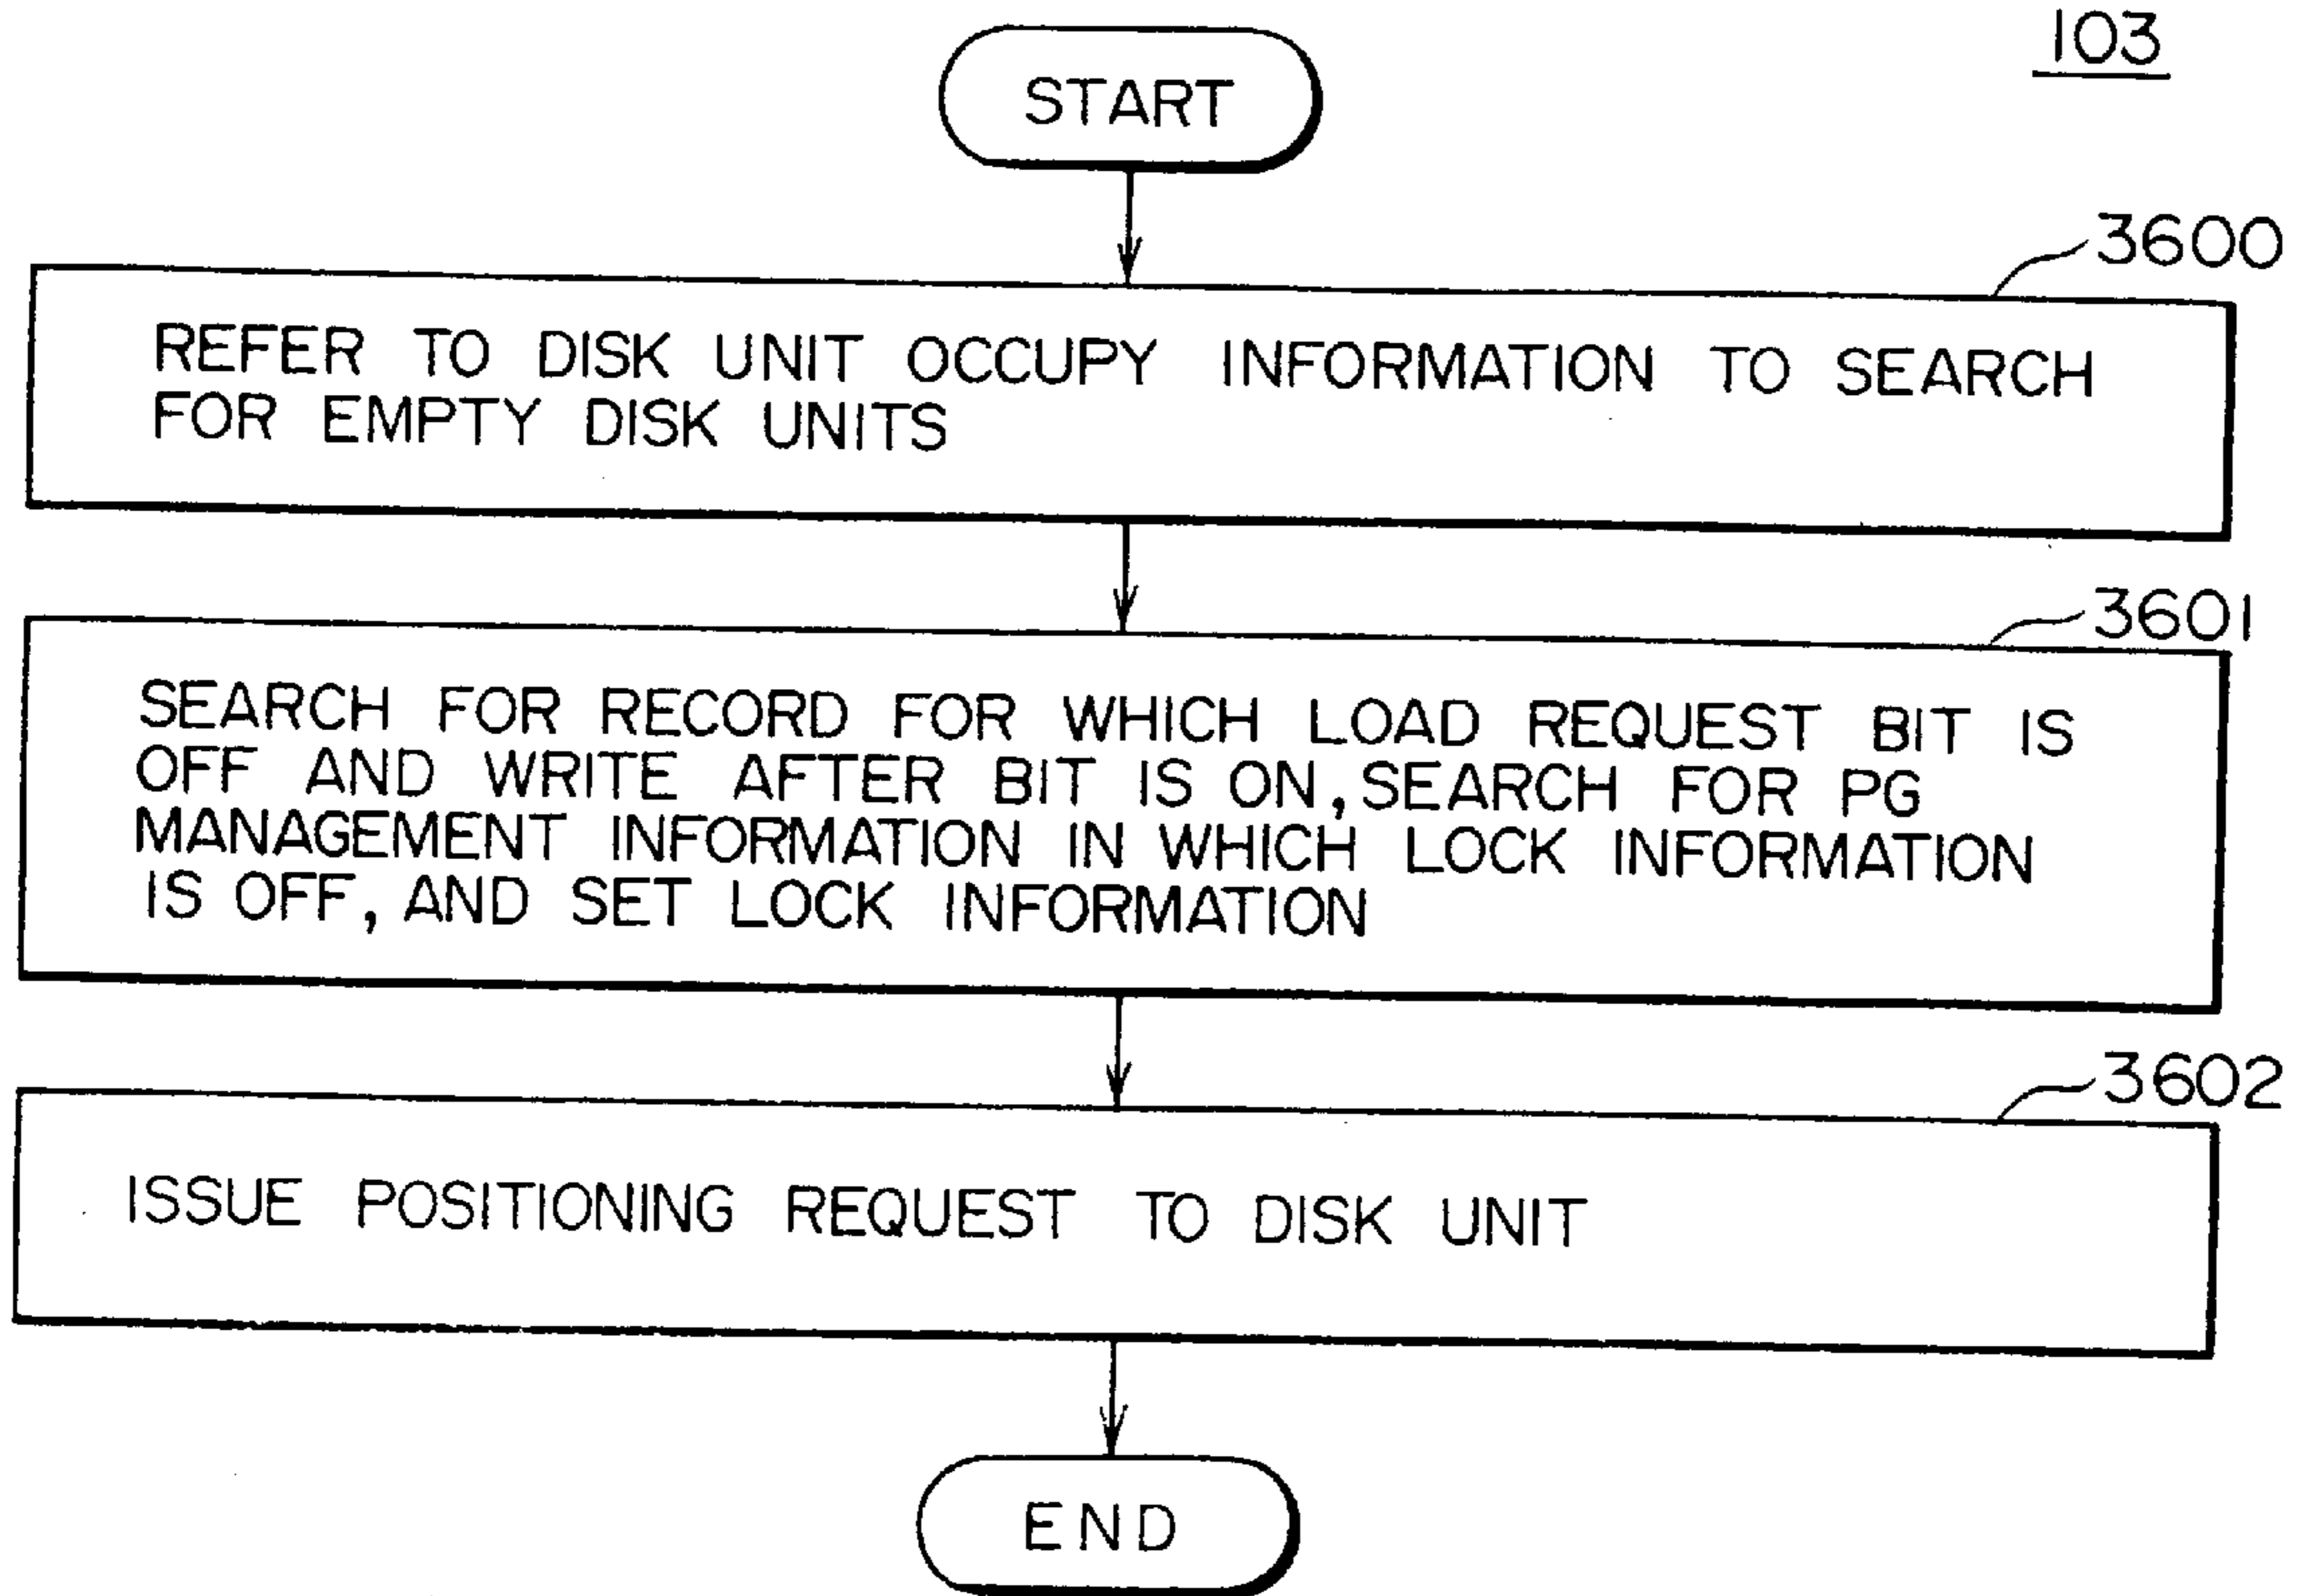 103
START
3600
REFER TO DISK UNIT OCCUPY INFORMATION TO SEARCH
FOR EMPTY DISK UNITS
3601
SEARCH FOR RECORD FOR WHICH LOAD REQUEST BIT IS
OFF AND WRITE AFTER BIT IS ON, SEARCH FOR PG
MANAGEMENT INFORMATION IN WHICH LOCK INFORMATION
IS OFF, AND SET LOCK INFORMATION
3602
ISSUE POSITIONING REQUEST TO DISK UNIT
END